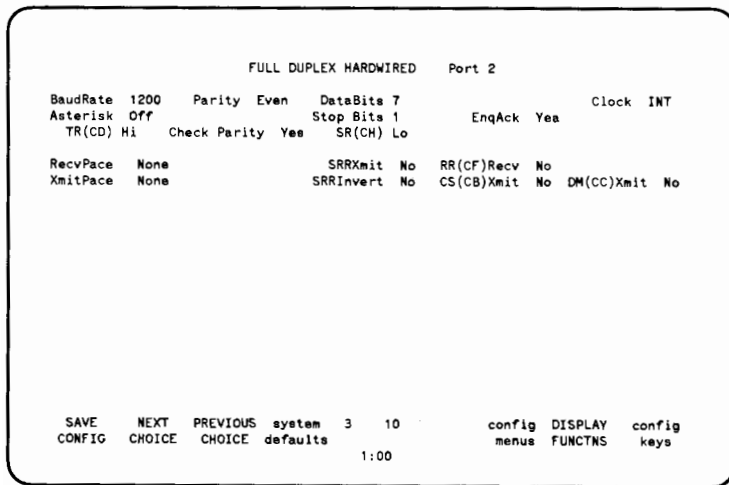 FULL DUPLEX HARDWIRED Port 2
BaudRate 1200 Parity Even DataBits 7 Clock INT
Asterisk Off Stop Bits 1 EnqAck Yea
TR(CD) Hi Check Parity Yes SR(CH) Lo
RecvPace None SRRXmit No RR(CF)Recv No
XmitPace None SRRInvert No CS(CB)Xmit No DM(CC)Xmit No
SAVE NEXT PREVIOUS system 3 10 config DISPLAY config
CONFIG CHOICE CHOICE defaults menus FUNCTNS keys
1:00